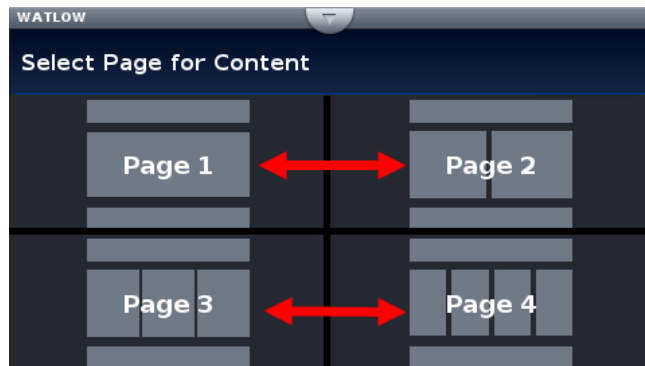 WATLOW
Select Page for Content
Page 1
Page 2
Page 3
Page 4